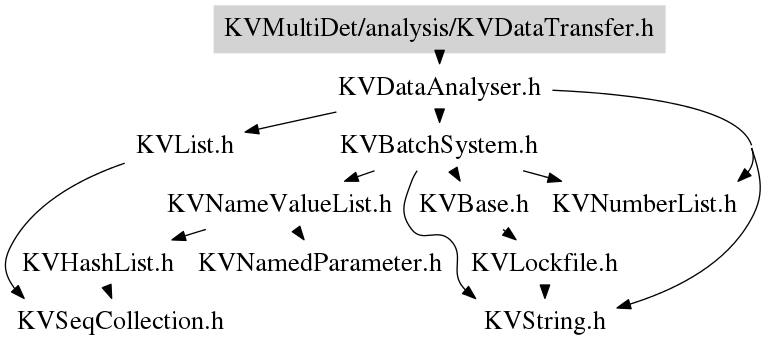 KVMultiDet/analysis/KVDataTransfer.h
KVDataAnalyser.h
KVList.h
KVBatchSystem.h
KVNameValueList.h
KVBase.h
KVNumberList.h
KVHashList.h
KVNamedParameter.h
KVLockfile.h
KVSeqCollection.h
KVString.h